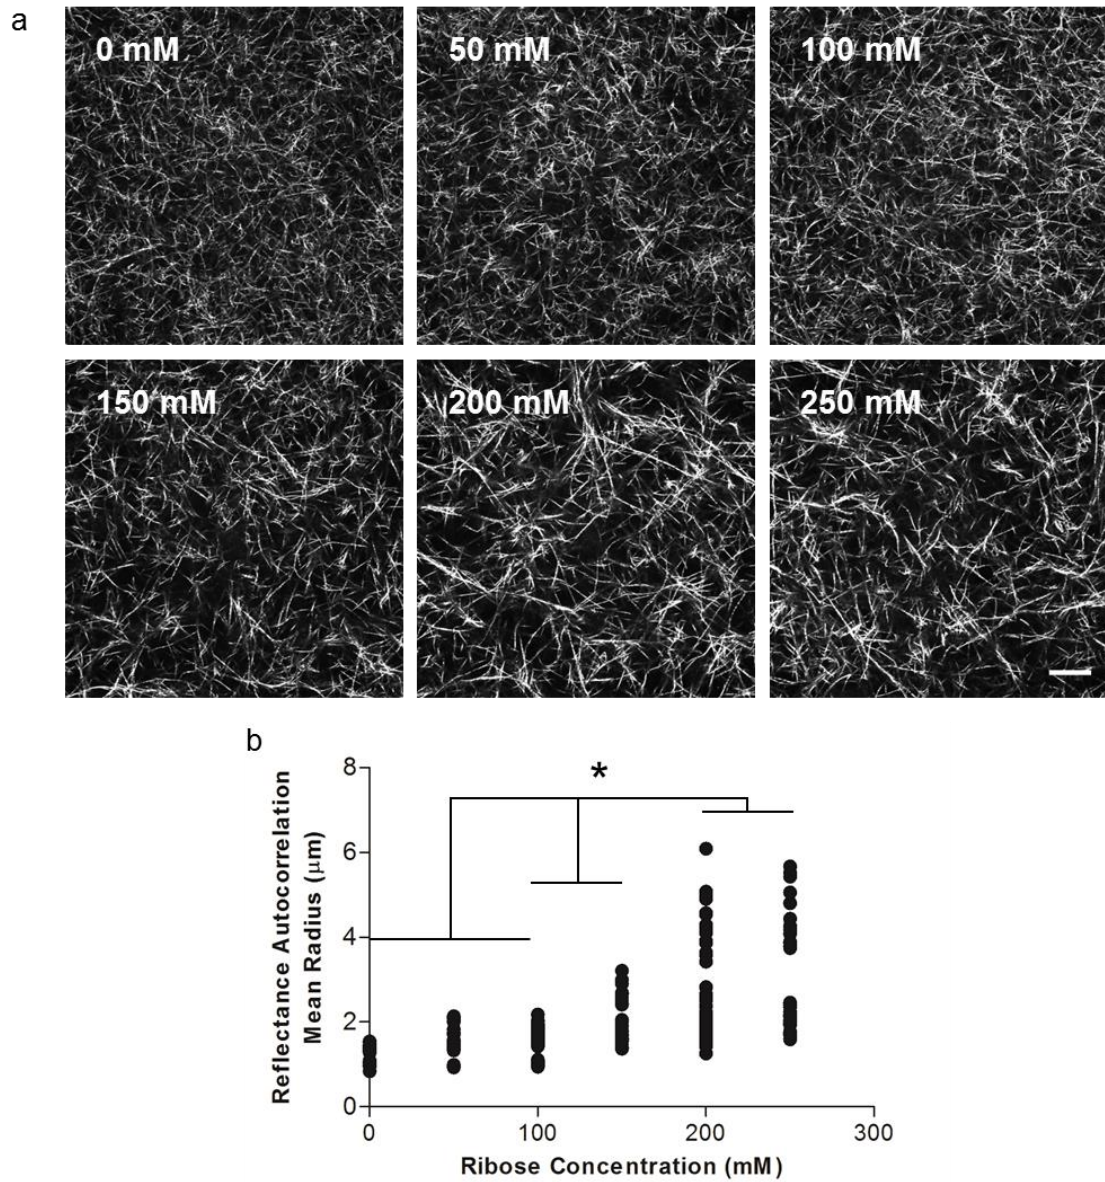 a
0 mM
50 mM
100 mM
150 mM
200 mM
250 mM
b
*
8
6
4
2
0
Reflectance Autocorrelation
Mean Radius (μm)
0
100
200
300
Ribose Concentration (mM)